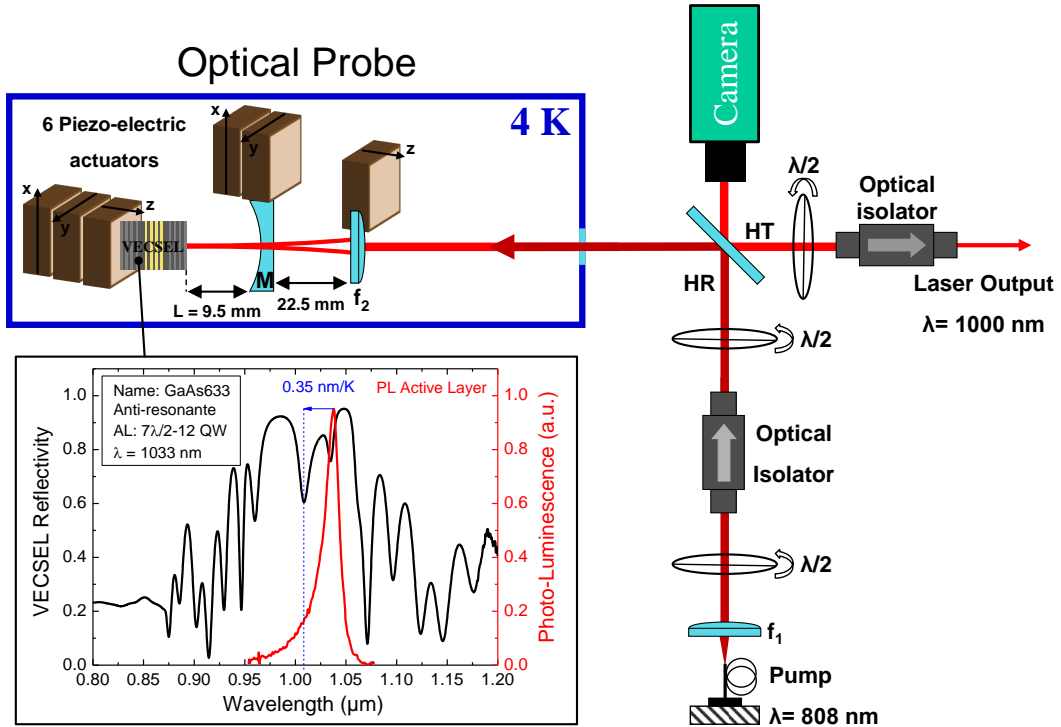 Optical Probe
4 K
6 Piezo-electric
actuators
x
y
z
x
y
z
VECSEL
M
f2
L = 9.5 mm
22.5 mm
Camera
HT
HR
λ/2
Optical
isolator
Laser Output
λ= 1000 nm
λ/2
Optical
Isolator
λ/2
f1
Pump
λ= 808 nm
Name: GaAs633
Anti-resonante
AL: 7λ/2-12 QW
λ = 1033 nm
0.35 nm/K
PL Active Layer
VECSEL Reflectivity
1.0
0.8
0.6
0.4
0.2
0.0
Photo-Luminescence (a.u.)
1.0
0.8
0.6
0.4
0.2
0.0
0.80 0.85 0.90 0.95 1.00 1.05 1.10 1.15 1.20
Wavelength (µm)